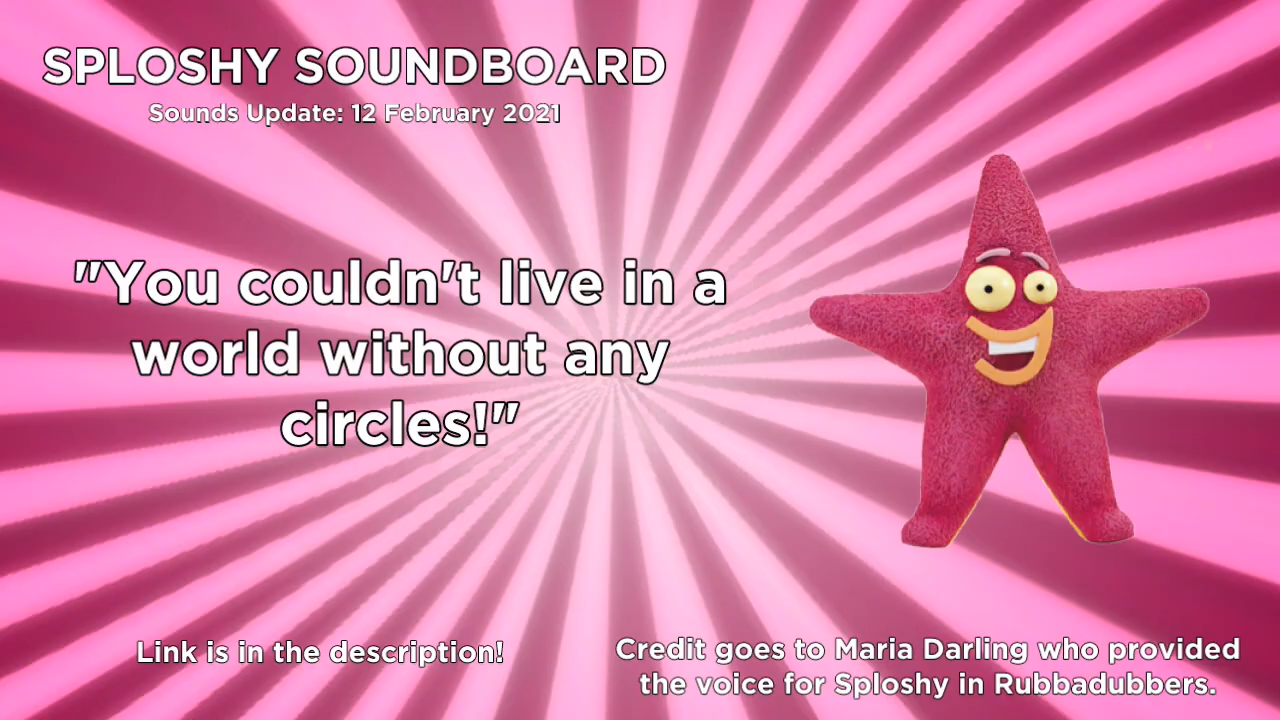 SPLOSHY SOUNDBOARD
Sounds Update: 12 February 2021
"You couldn't live in a
world without any
circles!"
Link is in the description!
Credit goes to Maria Darling who provided
the voice for Sploshy in Rubbadubbers.